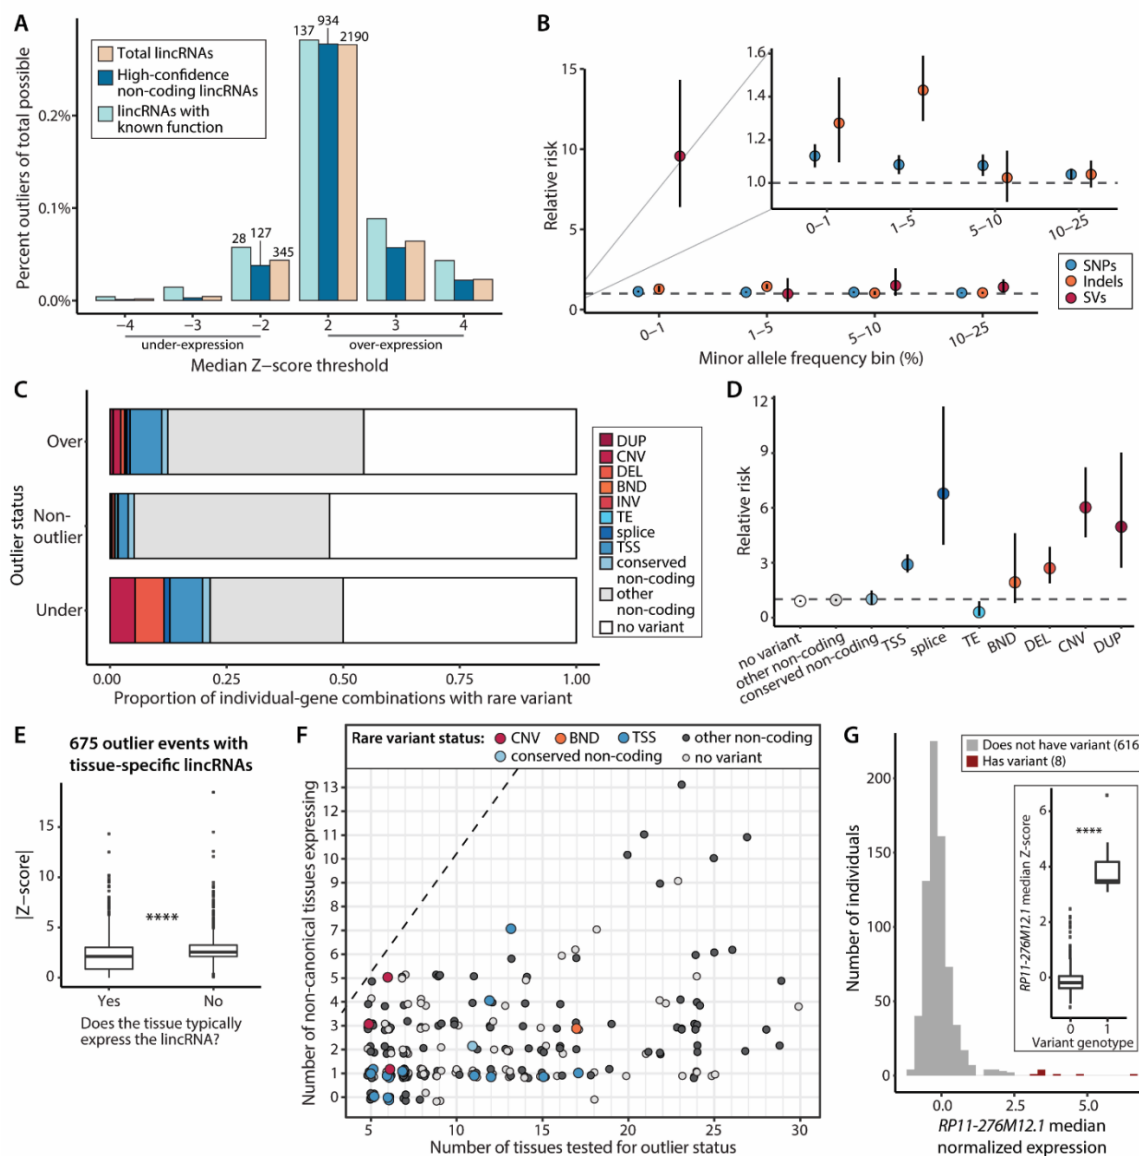 A
Percent outliers of total possible
0.2%
0.1%
0.0%
Total lincRNAs
High-confidence
non-coding lincRNAs
lincRNAs with
known function
137
934
2190
28
127
345
−4
−3
−2
2
3
4
under-expression
over-expression
Median Z−score threshold
B
Relative risk
15
10
5
0
1.6
1.4
1.2
1.0
0−1
1−5
5−10
10−25
SNPs
Indels
SVs
0−1
1−5
5−10
10−25
Minor allele frequency bin (%)
C
Outlier status
Over
Non-
outlier
Under
0.00
0.25
0.50
0.75
1.00
Proportion of individual-gene combinations with rare variant
DUP
CNV
DEL
BND
INV
TE
splice
TSS
conserved
non-coding
other
non-coding
no variant
D
Relative risk
12
9
6
3
0
no variant
other non-coding
conserved non-coding
TSS
splice
TE
BND
DEL
CNV
DUP
E
675 outlier events with
tissue-specific lincRNAs
|Z−score|
15
10
5
0
****
Yes
No
Does the tissue typically
express the lincRNA?
F
Rare variant status:
CNV
BND
TSS
other non-coding
conserved non-coding
no variant
Number of non-canonical tissues expressing
13
12
11
10
9
8
7
6
5
4
3
2
1
0
5
10
15
20
25
30
Number of tissues tested for outlier status
G
Does not have variant (616
Has variant (8)
Number of individuals
200
150
100
50
0
RP11-276M12.1 median Z-score
6
4
2
0
****
0
1
Variant genotype
0.0
2.5
5.0
RP11-276M12.1 median
normalized expression